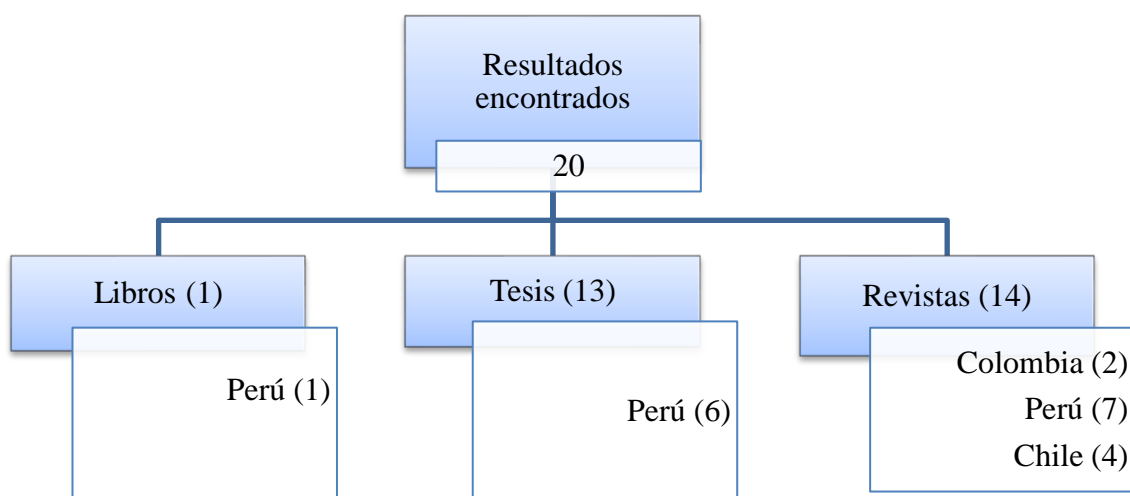 Resultados
encontrados
20
Libros (1)
Perú (1)
Tesis (13)
Perú (6)
Revistas (14)
Colombia (2)
Perú (7)
Chile (4)